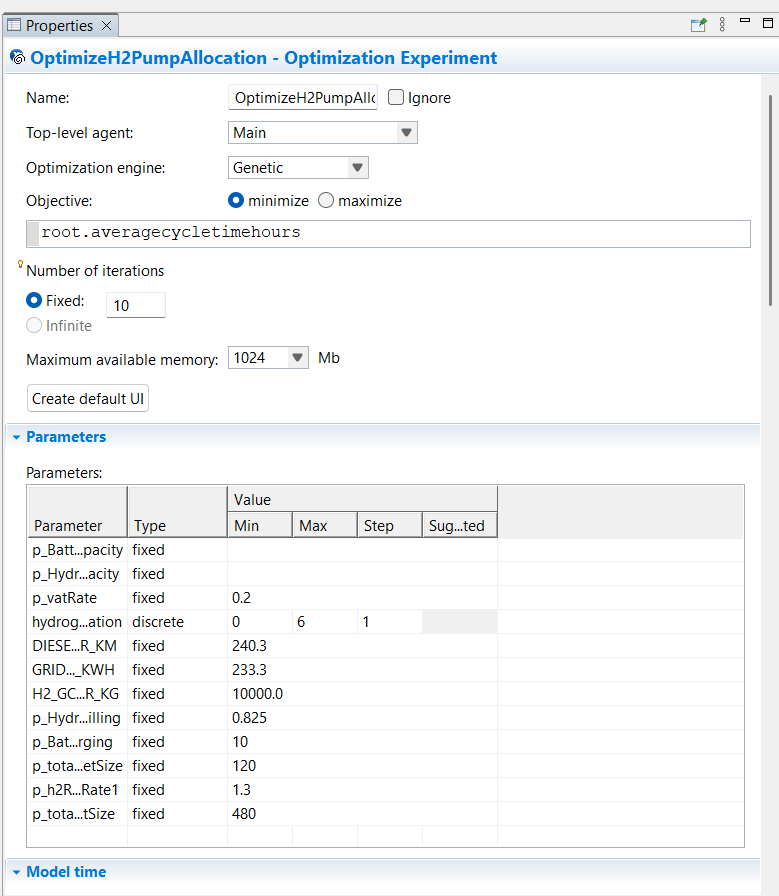 Properties
OptimizeH2PumpAllocation - Optimization Experiment
Name: OptimizeH2PumpAllc Ignore
Top-level agent: Main
Optimization engine: Genetic
Objective: minimize maximize
root.averagecycletimehours
Number of iterations
Fixed: 10
Infinite
Maximum available memory: 1024 Mb
Create default UI
Parameters
Parameters:
Value
Parameter Type Min Max Step Sug...ted
p_Batt...pacity fixed
p_Hydr...acity fixed
p_vatRate fixed 0.2
hydrog...ation discrete 0 6 1
DIESE...R_KM fixed 240.3
GRID..._KWH fixed 233.3
H2_GC...R_KG fixed 10000.0
p_Hydr...illing fixed 0.825
p_Bat...rging fixed 10
p_tota...etSize fixed 120
p_h2R...Rate1 fixed 1.3
p_tota...tSize fixed 480
Model time